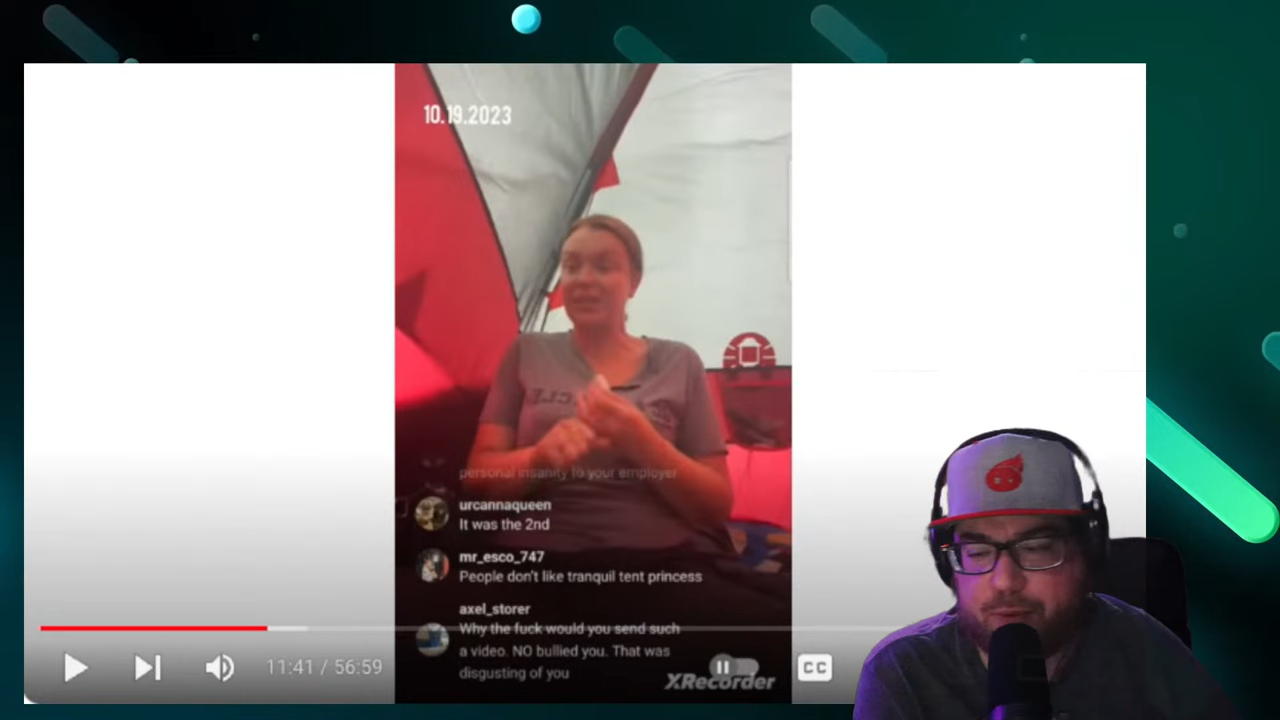 10.19.2023
personal insanity to your employer
urcannaqueen
It was the 2nd
mr_esco_747
People don't like tranquil tent princess
axel_storer
Why the fuck would you send such
a video. NO bullied you. That was
disgusting of you
11:41 / 56:59
CC
XRecorder